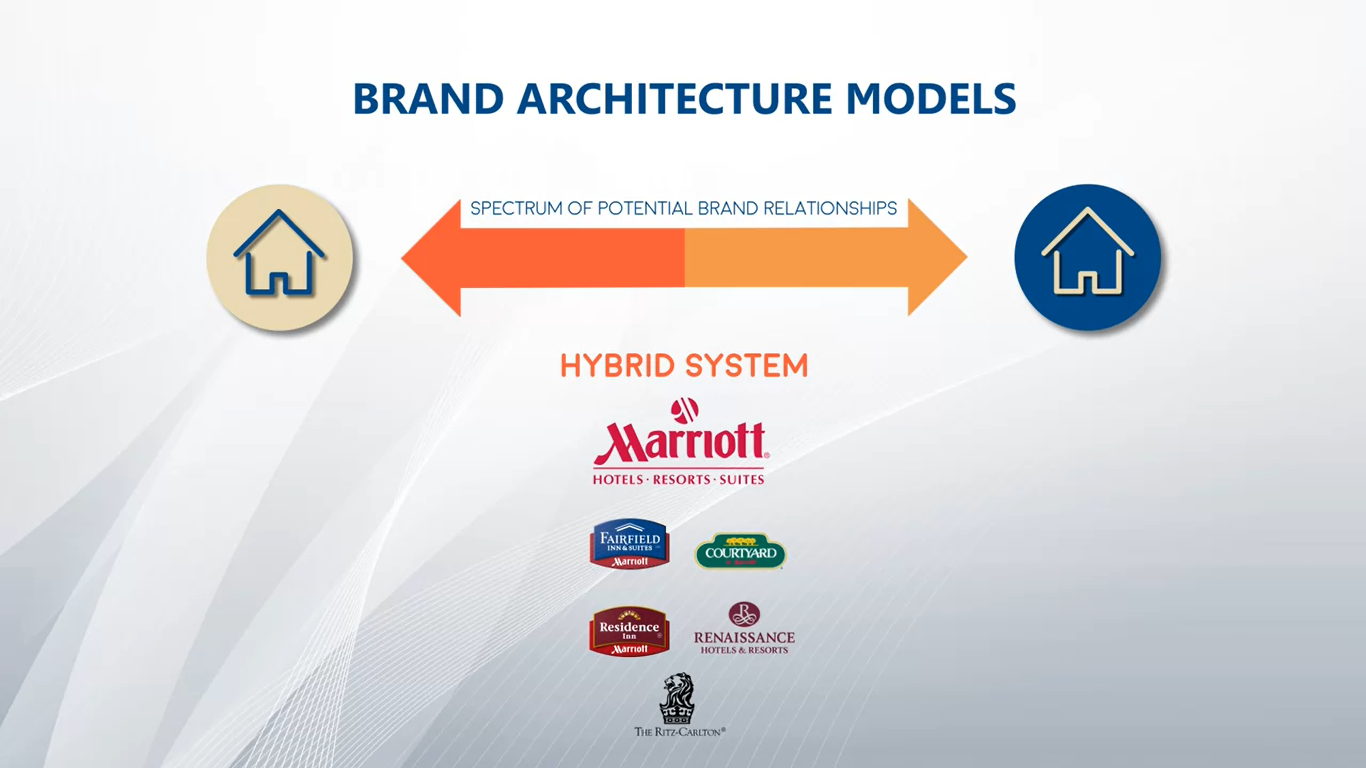 BRAND ARCHITECTURE MODELS
SPECTRUM OF POTENTIAL BRAND RELATIONSHIPS
HYBRID SYSTEM
Marriott®
HOTELS · RESORTS · SUITES
FAIRFIELD
INN & SUITES
Marriott
COURTYARD
Marriott
Residence
Inn®
Marriott
R
RENAISSANCE
HOTELS & RESORTS
THE RITZ-CARLTON®